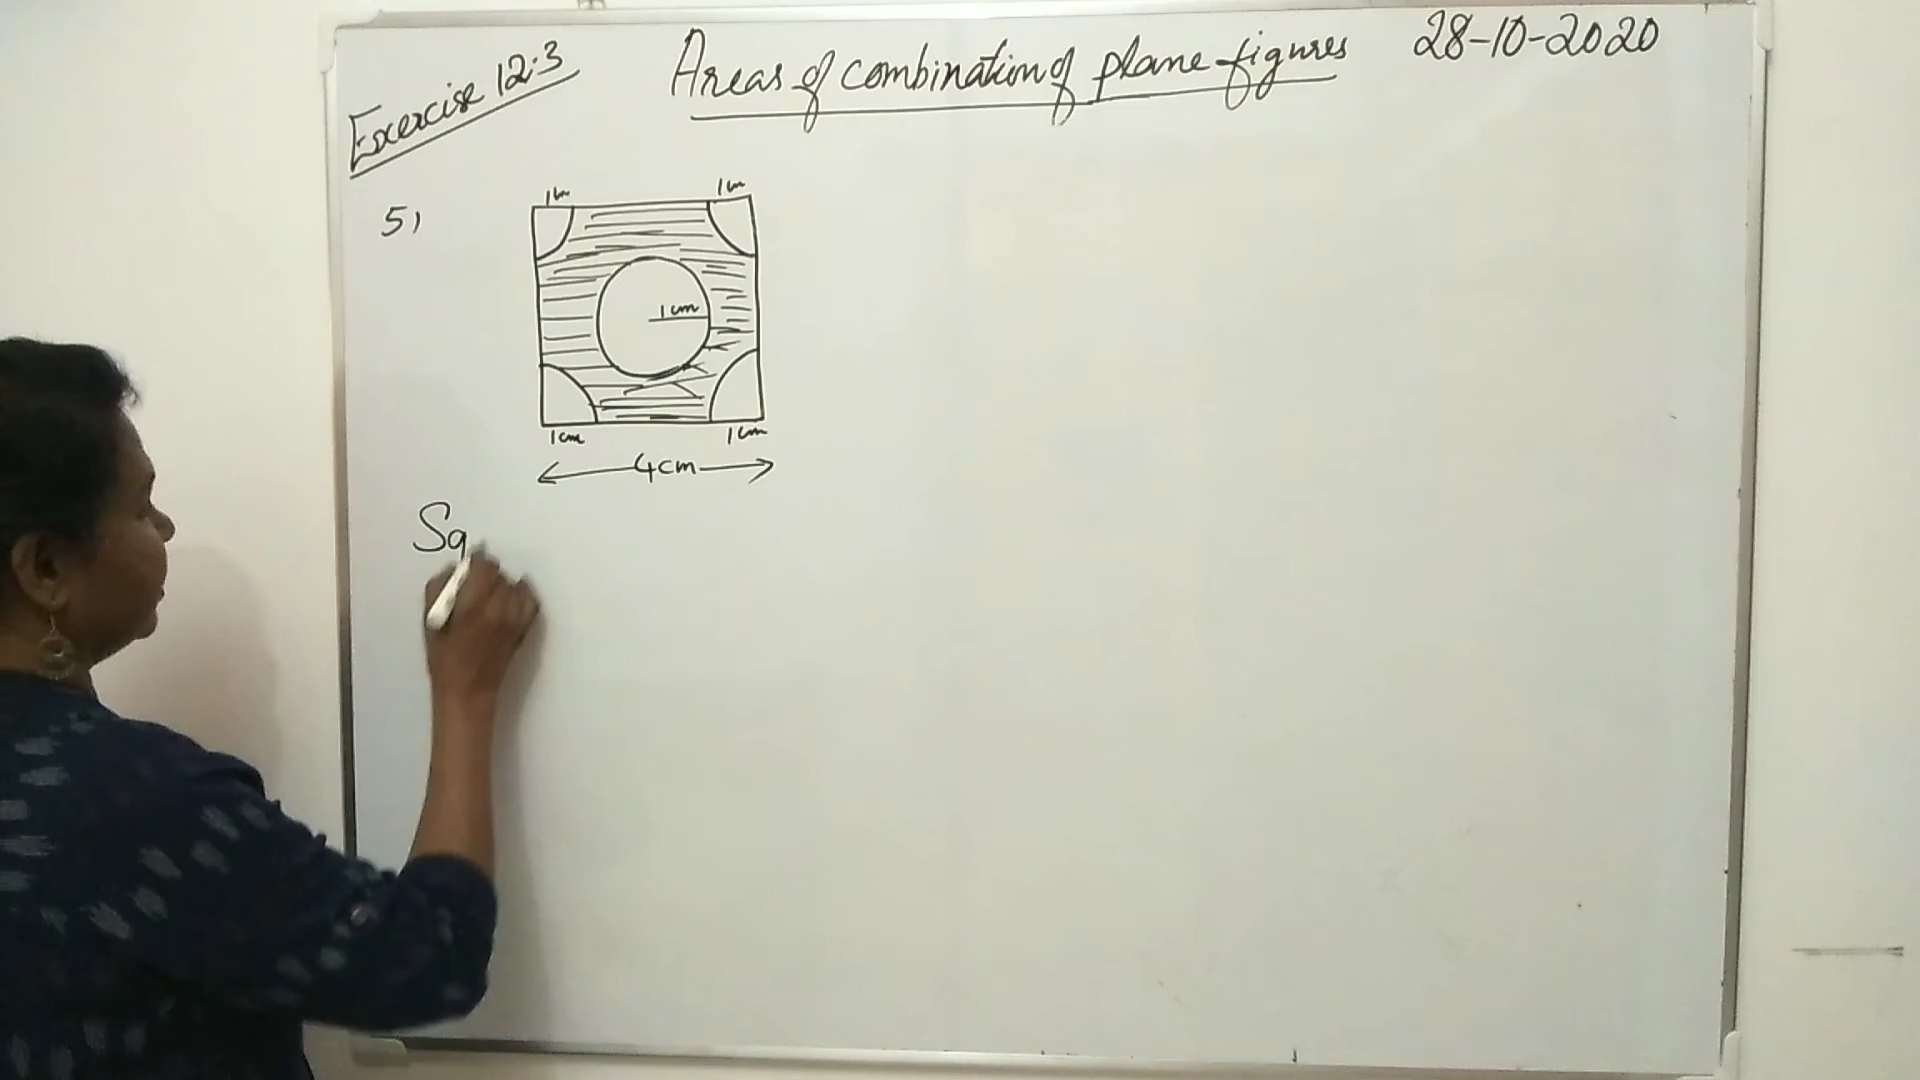 Exercise 12.3
Areas of combination of plane figures
28-10-2020
5)
1cm
1cm
1cm
1cm
1cm
4cm
Sq